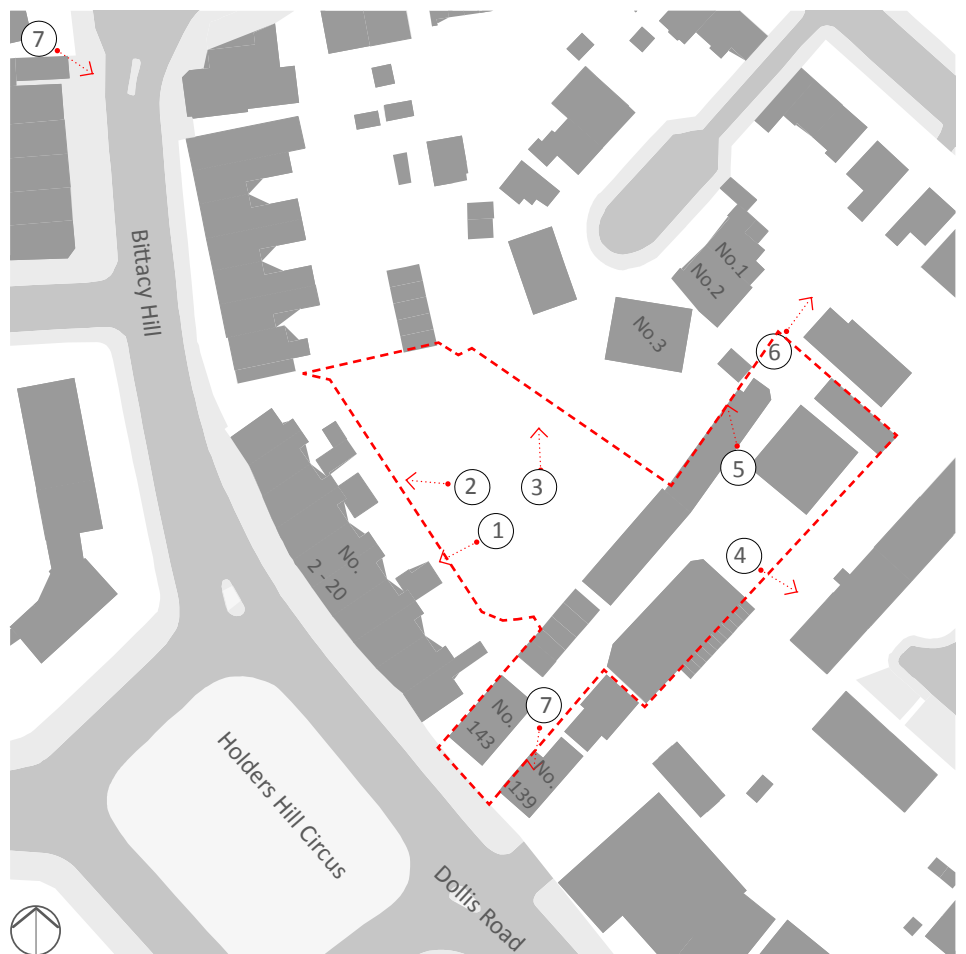 7
Bittacy Hill
No.1
No.2
No.3
6
2
3
5
1
4
No.
2 - 20
7
No.
143
No.
139
Holders Hill Circus
Dollis Road